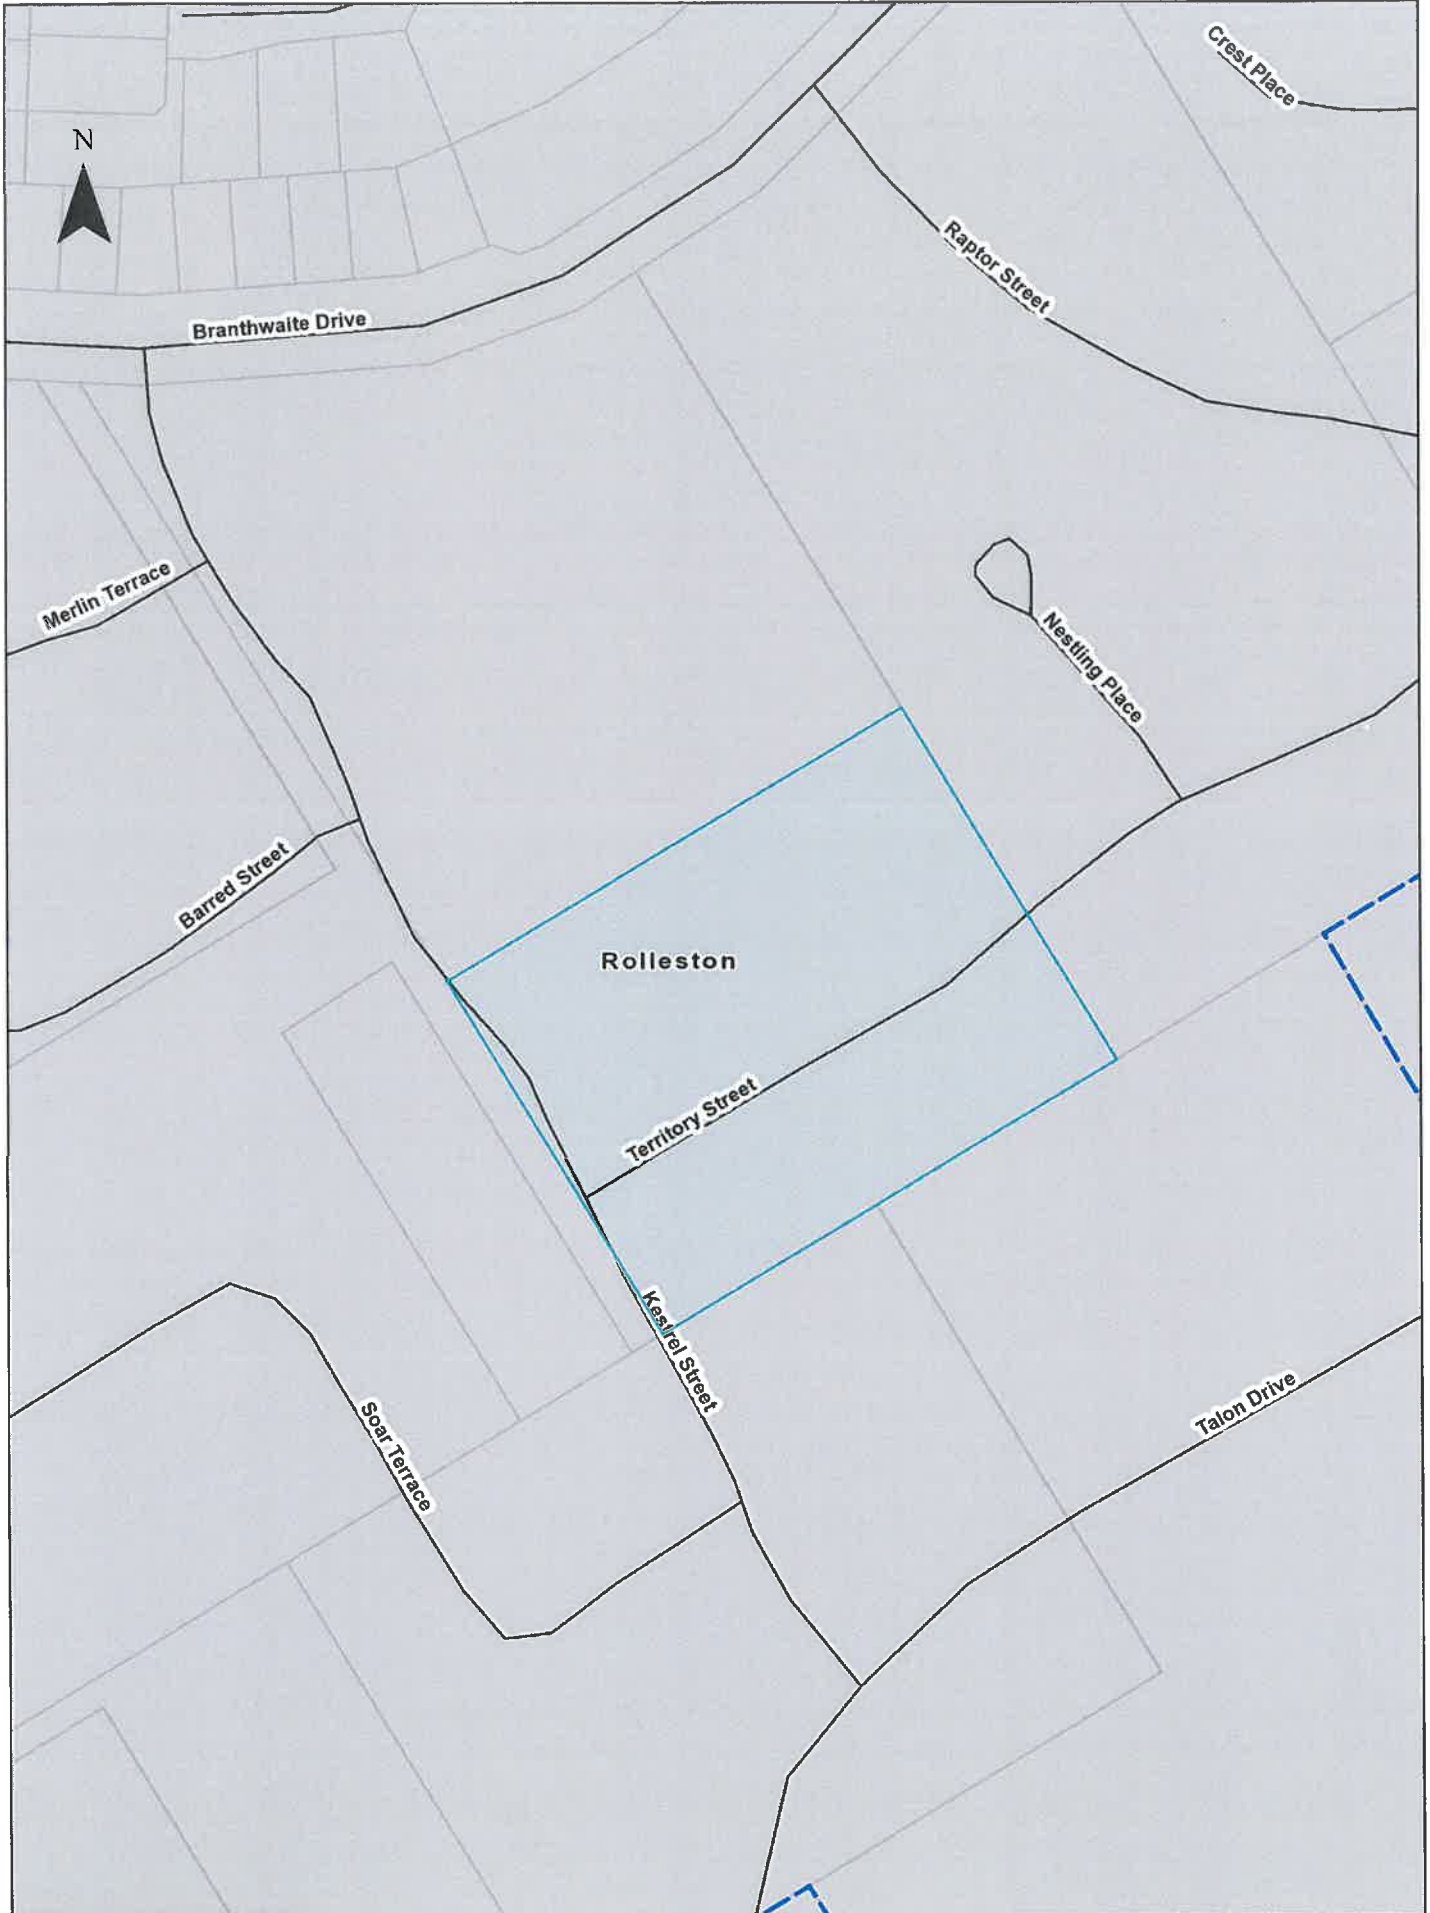 Crest Place
N
Raptor Street
Branthwaite Drive
Merlin Terrace
Nestling Place
Barred Street
Rolleston
Territory Street
Kestrel Street
Talon Drive
Soar Terrace